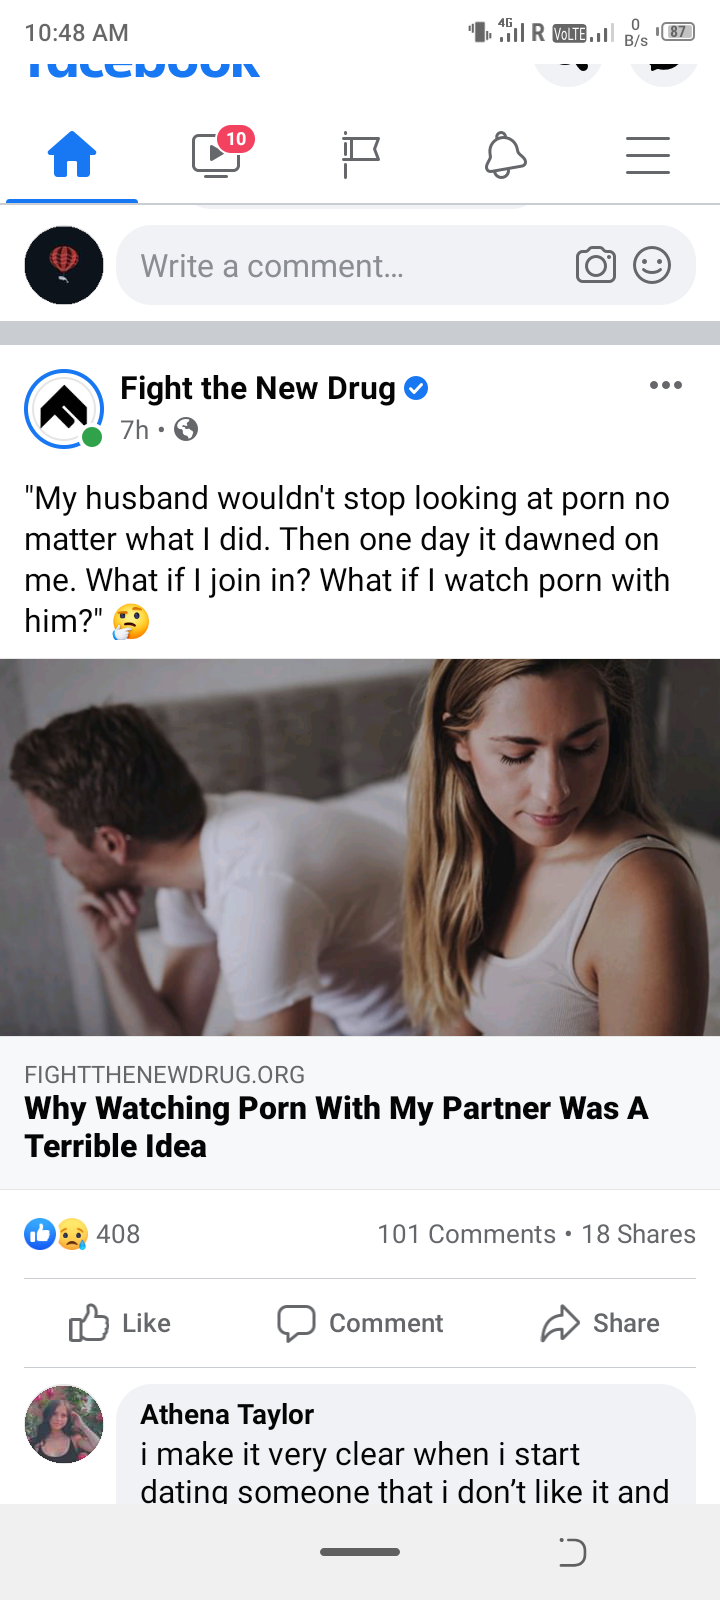 10:48 AM 4G R VoLTE 0 B/s 87
facebook
10
Write a comment...
Fight the New Drug
7h •
"My husband wouldn't stop looking at porn no
matter what I did. Then one day it dawned on
me. What if I join in? What if I watch porn with
him?" 🤔
FIGHTTHENEWDRUG.ORG
Why Watching Porn With My Partner Was A
Terrible Idea
408 101 Comments • 18 Shares
Like Comment Share
Athena Taylor
i make it very clear when i start
dating someone that i don’t like it and